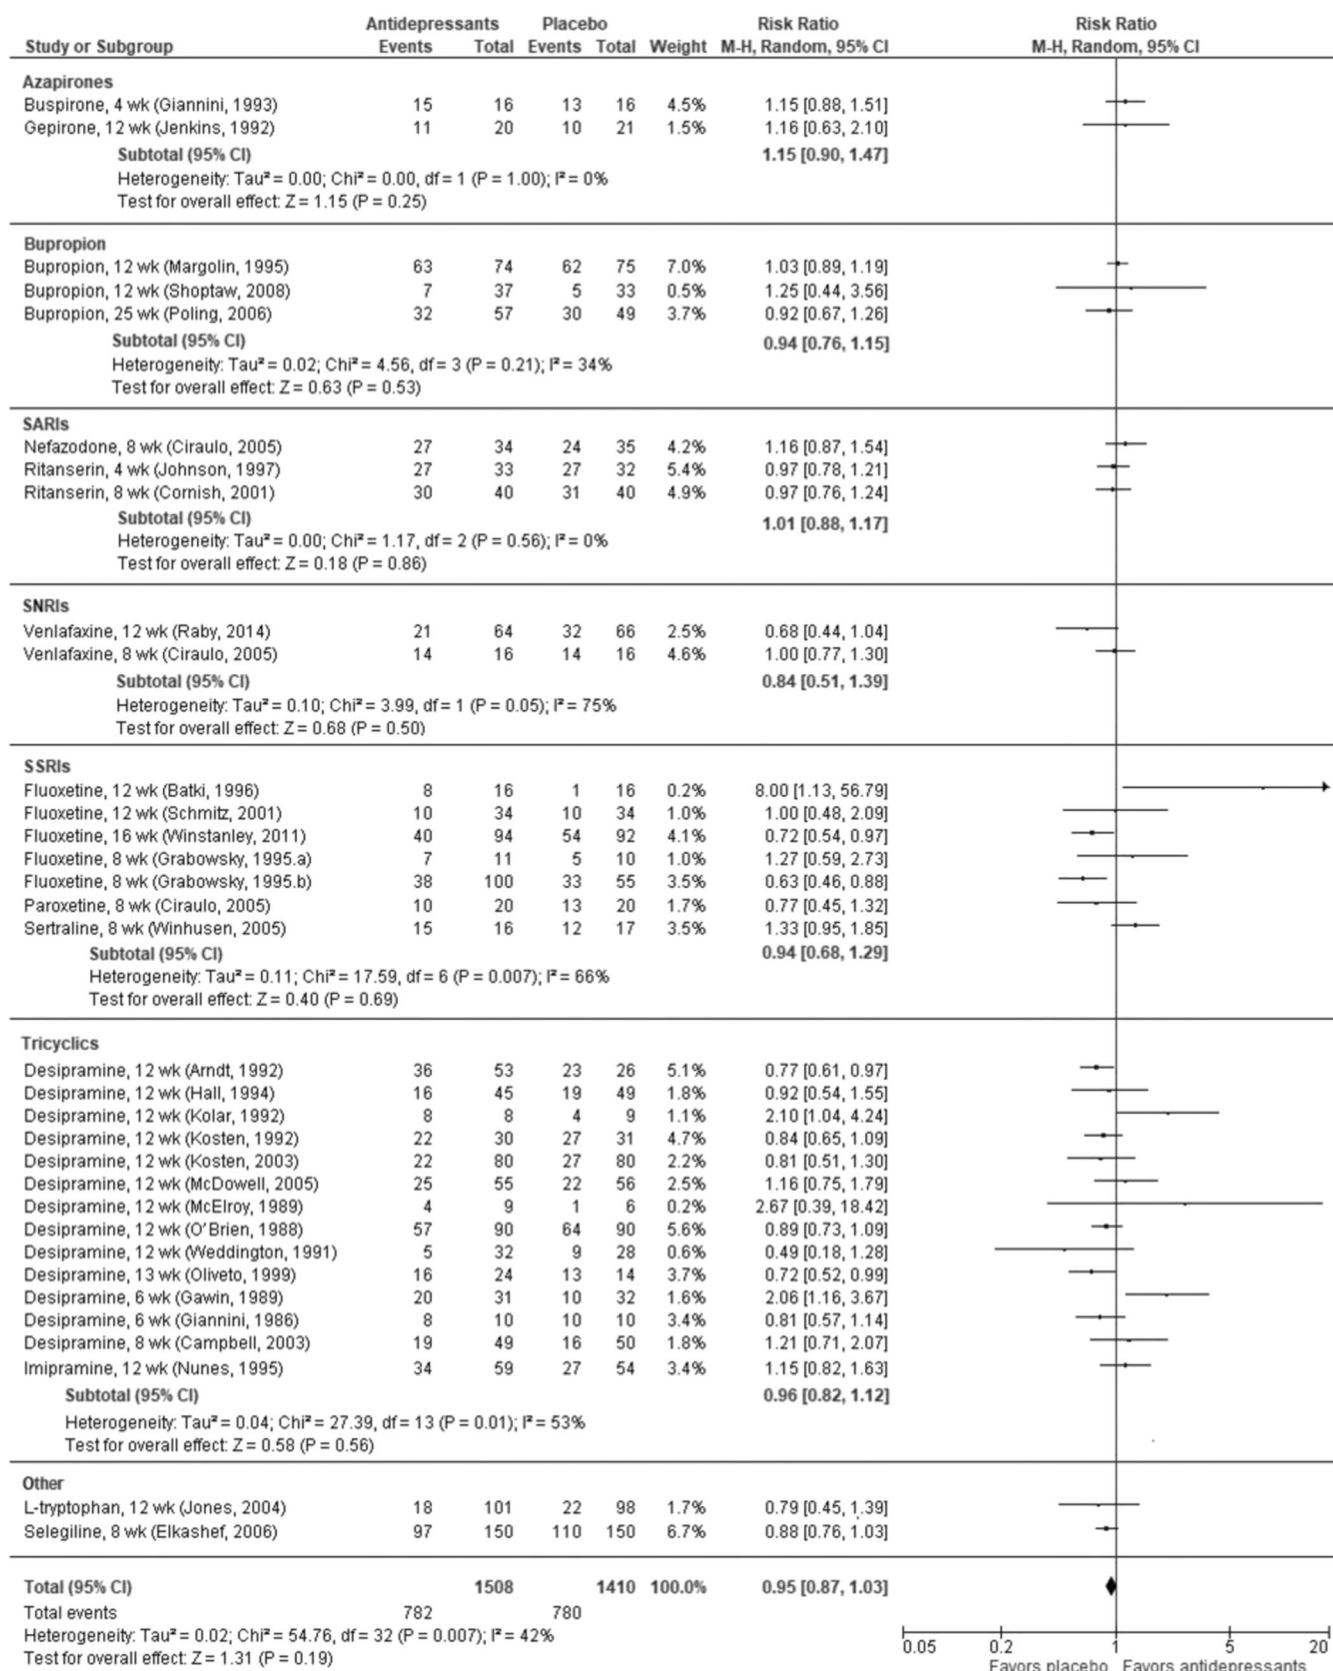 Antidepressants Placebo Risk Ratio Risk Ratio
Study or Subgroup Events Total Events Total Weight M-H, Random, 95% CI M-H, Random, 95% CI
Azapirones
Buspirone, 4 wk (Giannini, 1993) 15 16 13 16 4.5% 1.15 [0.88, 1.51]
Gepirone, 12 wk (Jenkins, 1992) 11 20 10 21 1.5% 1.16 [0.63, 2.10]
Subtotal (95% CI) 1.15 [0.90, 1.47]
Heterogeneity: Tau² = 0.00; Chi² = 0.00, df = 1 (P = 1.00); I² = 0%
Test for overall effect: Z = 1.15 (P = 0.25)
Bupropion
Bupropion, 12 wk (Margolin, 1995) 63 74 62 75 7.0% 1.03 [0.89, 1.19]
Bupropion, 12 wk (Shoptaw, 2008) 7 37 5 33 0.5% 1.25 [0.44, 3.56]
Bupropion, 25 wk (Poling, 2006) 32 57 30 49 3.7% 0.92 [0.67, 1.26]
Subtotal (95% CI) 0.94 [0.76, 1.15]
Heterogeneity: Tau² = 0.02; Chi² = 4.56, df = 3 (P = 0.21); I² = 34%
Test for overall effect: Z = 0.63 (P = 0.53)
SARIs
Nefazodone, 8 wk (Ciraulo, 2005) 27 34 24 35 4.2% 1.16 [0.87, 1.54]
Ritanserin, 4 wk (Johnson, 1997) 27 33 27 32 5.4% 0.97 [0.78, 1.21]
Ritanserin, 8 wk (Cornish, 2001) 30 40 31 40 4.9% 0.97 [0.76, 1.24]
Subtotal (95% CI) 1.01 [0.88, 1.17]
Heterogeneity: Tau² = 0.00; Chi² = 1.17, df = 2 (P = 0.56); I² = 0%
Test for overall effect: Z = 0.18 (P = 0.86)
SNRIs
Venlafaxine, 12 wk (Raby, 2014) 21 64 32 66 2.5% 0.68 [0.44, 1.04]
Venlafaxine, 8 wk (Ciraulo, 2005) 14 16 14 16 4.6% 1.00 [0.77, 1.30]
Subtotal (95% CI) 0.84 [0.51, 1.39]
Heterogeneity: Tau² = 0.10; Chi² = 3.99, df = 1 (P = 0.05); I² = 75%
Test for overall effect: Z = 0.68 (P = 0.50)
SSRIs
Fluoxetine, 12 wk (Batki, 1996) 8 16 1 16 0.2% 8.00 [1.13, 56.79]
Fluoxetine, 12 wk (Schmitz, 2001) 10 34 10 34 1.0% 1.00 [0.48, 2.09]
Fluoxetine, 16 wk (Winstanley, 2011) 40 94 54 92 4.1% 0.72 [0.54, 0.97]
Fluoxetine, 8 wk (Grabowsky, 1995.a) 7 11 5 10 1.0% 1.27 [0.59, 2.73]
Fluoxetine, 8 wk (Grabowsky, 1995.b) 38 100 33 55 3.5% 0.63 [0.46, 0.88]
Paroxetine, 8 wk (Ciraulo, 2005) 10 20 13 20 1.7% 0.77 [0.45, 1.32]
Sertraline, 8 wk (Winhusen, 2005) 15 16 12 17 3.5% 1.33 [0.95, 1.85]
Subtotal (95% CI) 0.94 [0.68, 1.29]
Heterogeneity: Tau² = 0.11; Chi² = 17.59, df = 6 (P = 0.007); I² = 66%
Test for overall effect: Z = 0.40 (P = 0.69)
Tricyclics
Desipramine, 12 wk (Arndt, 1992) 36 53 23 26 5.1% 0.77 [0.61, 0.97]
Desipramine, 12 wk (Hall, 1994) 16 45 19 49 1.8% 0.92 [0.54, 1.55]
Desipramine, 12 wk (Kolar, 1992) 8 8 4 9 1.1% 2.10 [1.04, 4.24]
Desipramine, 12 wk (Kosten, 1992) 22 30 27 31 4.7% 0.84 [0.65, 1.09]
Desipramine, 12 wk (Kosten, 2003) 22 80 27 80 2.2% 0.81 [0.51, 1.30]
Desipramine, 12 wk (McDowell, 2005) 25 55 22 56 2.5% 1.16 [0.75, 1.79]
Desipramine, 12 wk (McElroy, 1989) 4 9 1 6 0.2% 2.67 [0.39, 18.42]
Desipramine, 12 wk (O'Brien, 1988) 57 90 64 90 5.6% 0.89 [0.73, 1.09]
Desipramine, 12 wk (Weddington, 1991) 5 32 9 28 0.6% 0.49 [0.18, 1.28]
Desipramine, 13 wk (Oliveto, 1999) 16 24 13 14 3.7% 0.72 [0.52, 0.99]
Desipramine, 6 wk (Gawin, 1989) 20 31 10 32 1.6% 2.06 [1.16, 3.67]
Desipramine, 6 wk (Giannini, 1986) 8 10 10 10 3.4% 0.81 [0.57, 1.14]
Desipramine, 8 wk (Campbell, 2003) 19 49 16 50 1.8% 1.21 [0.71, 2.07]
Imipramine, 12 wk (Nunes, 1995) 34 59 27 54 3.4% 1.15 [0.82, 1.63]
Subtotal (95% CI) 0.96 [0.82, 1.12]
Heterogeneity: Tau² = 0.04; Chi² = 27.39, df = 13 (P = 0.01); I² = 53%
Test for overall effect: Z = 0.58 (P = 0.56)
Other
L-tryptophan, 12 wk (Jones, 2004) 18 101 22 98 1.7% 0.79 [0.45, 1.39]
Selegiline, 8 wk (Elkashef, 2006) 97 150 110 150 6.7% 0.88 [0.76, 1.03]
Total (95% CI) 1508 1410 100.0% 0.95 [0.87, 1.03]
Total events 782 780
Heterogeneity: Tau² = 0.02; Chi² = 54.76, df = 32 (P = 0.007); I² = 42%
Test for overall effect: Z = 1.31 (P = 0.19)
0.05 0.2 1 5 20
Favors placebo Favors antidepressants